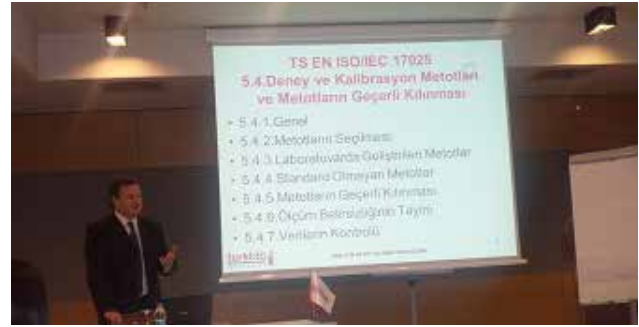 TS EN ISO/IEC 17025
5.4.Deney ve Kalibrasyon Metotları
ve Metotların Geçerli Kılınması
• 5.4.1.Genel
• 5.4.2.Metotların Seçilmesi
• 5.4.3.Laboratuvarda Geliştirilen Metotlar
• 5.4.4.Standard Olmayan Metotlar
• 5.4.5.Metotların Geçerli Kılınması
• 5.4.6.Ölçüm Belirsizliğinin Tayini
• 5.4.7.Verilerin Kontrolü
turklab